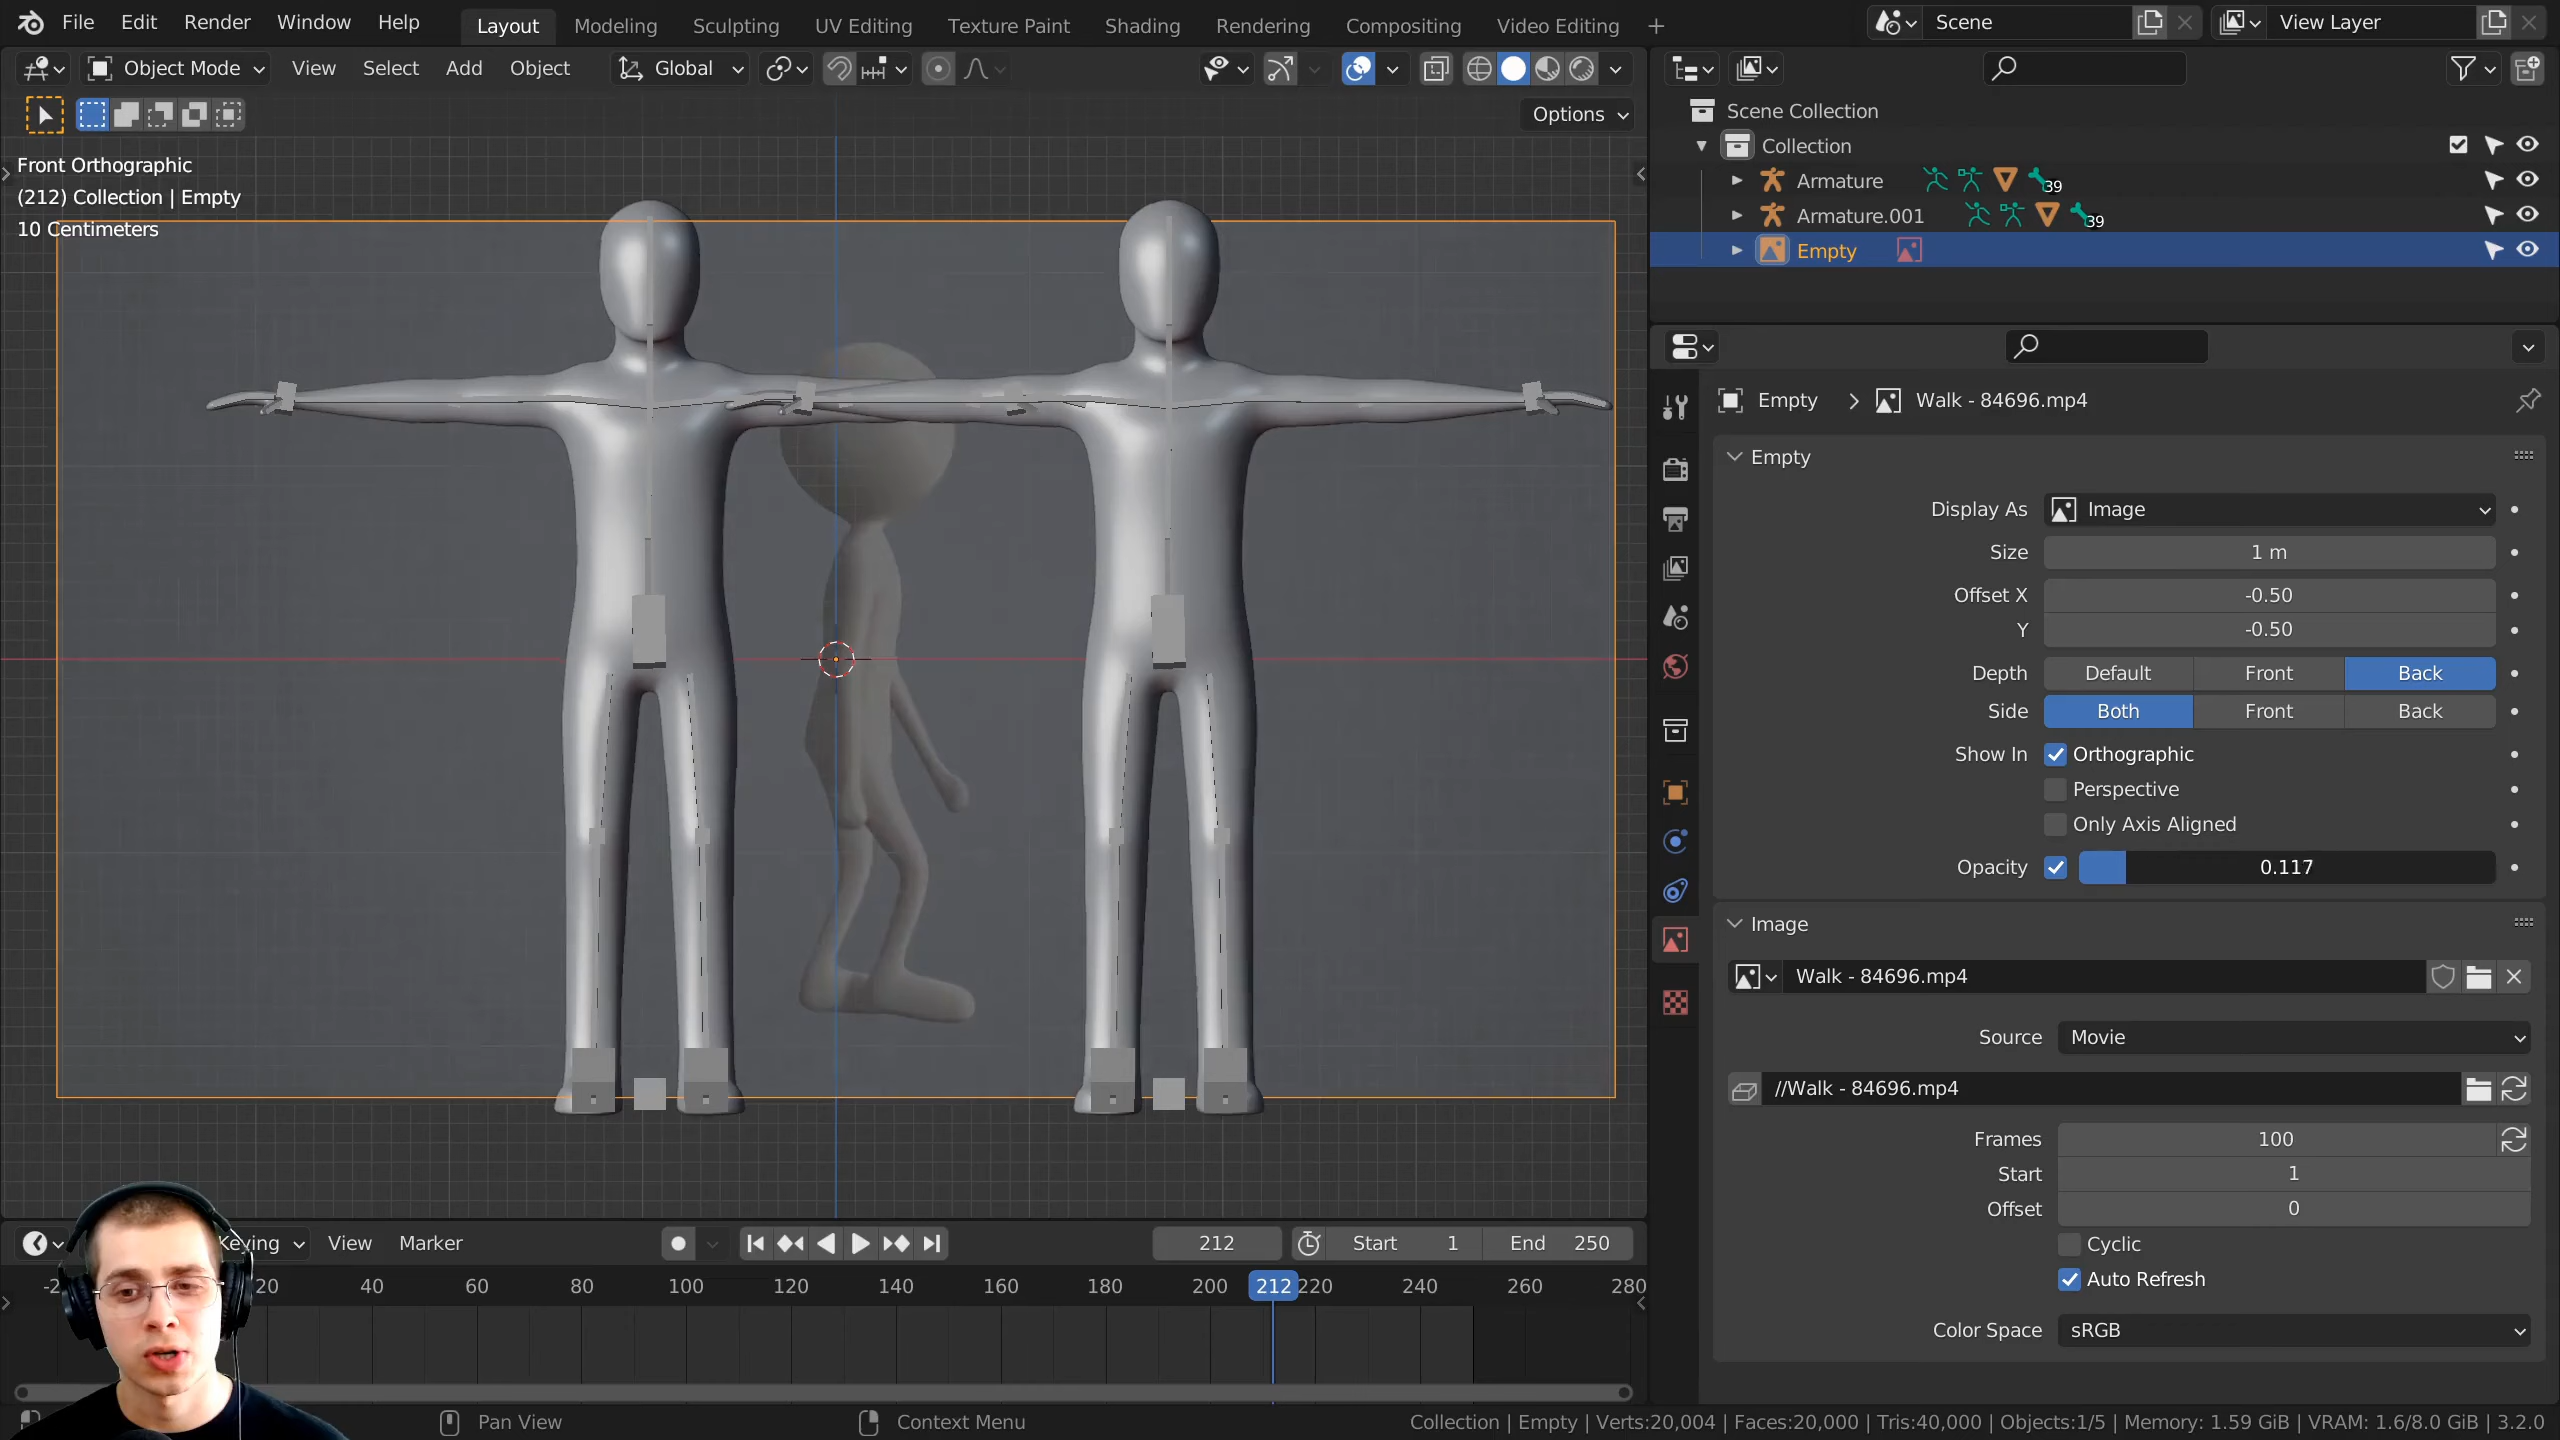 File Edit Render Window Help Layout Modeling Sculpting UV Editing Texture Paint Shading Animation Rendering Compositing Video Editing + Scene View Layer
Object Mode View Select Add Object Global
Options
Front Orthographic
(212) Collection | Empty
10 Centimeters
Scene Collection
Collection
Armature 39
Armature.001 39
Empty
Empty > Walk - 84696.mp4
Empty
Display As Image
Size 1 m
Offset X -0.50
Y -0.50
Depth Default Front Back
Side Both Front Back
Show In Orthographic
Perspective
Only Axis Aligned
Opacity 0.117
Image
Walk - 84696.mp4
Source Movie
//Walk - 84696.mp4
Frames 100
Start 1
Offset 0
Cyclic
Auto Refresh
Color Space sRGB
Keying View Marker 212 Start 1 End 250
20 40 60 80 100 120 140 160 180 200 212 220 240 260 280
Pan View Context Menu Collection | Empty | Verts:20,004 | Faces:20,000 | Tris:40,000 | Objects:1/5 | Memory: 1.59 GiB | VRAM: 1.6/8.0 GiB | 3.2.0